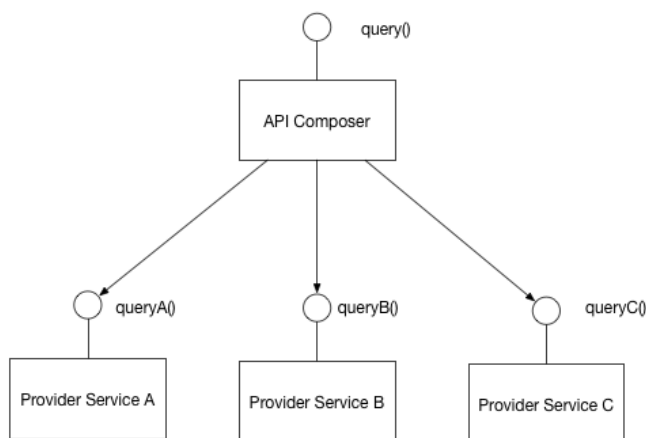 query()
API Composer
queryA()
queryB()
queryC()
Provider Service A
Provider Service B
Provider Service C